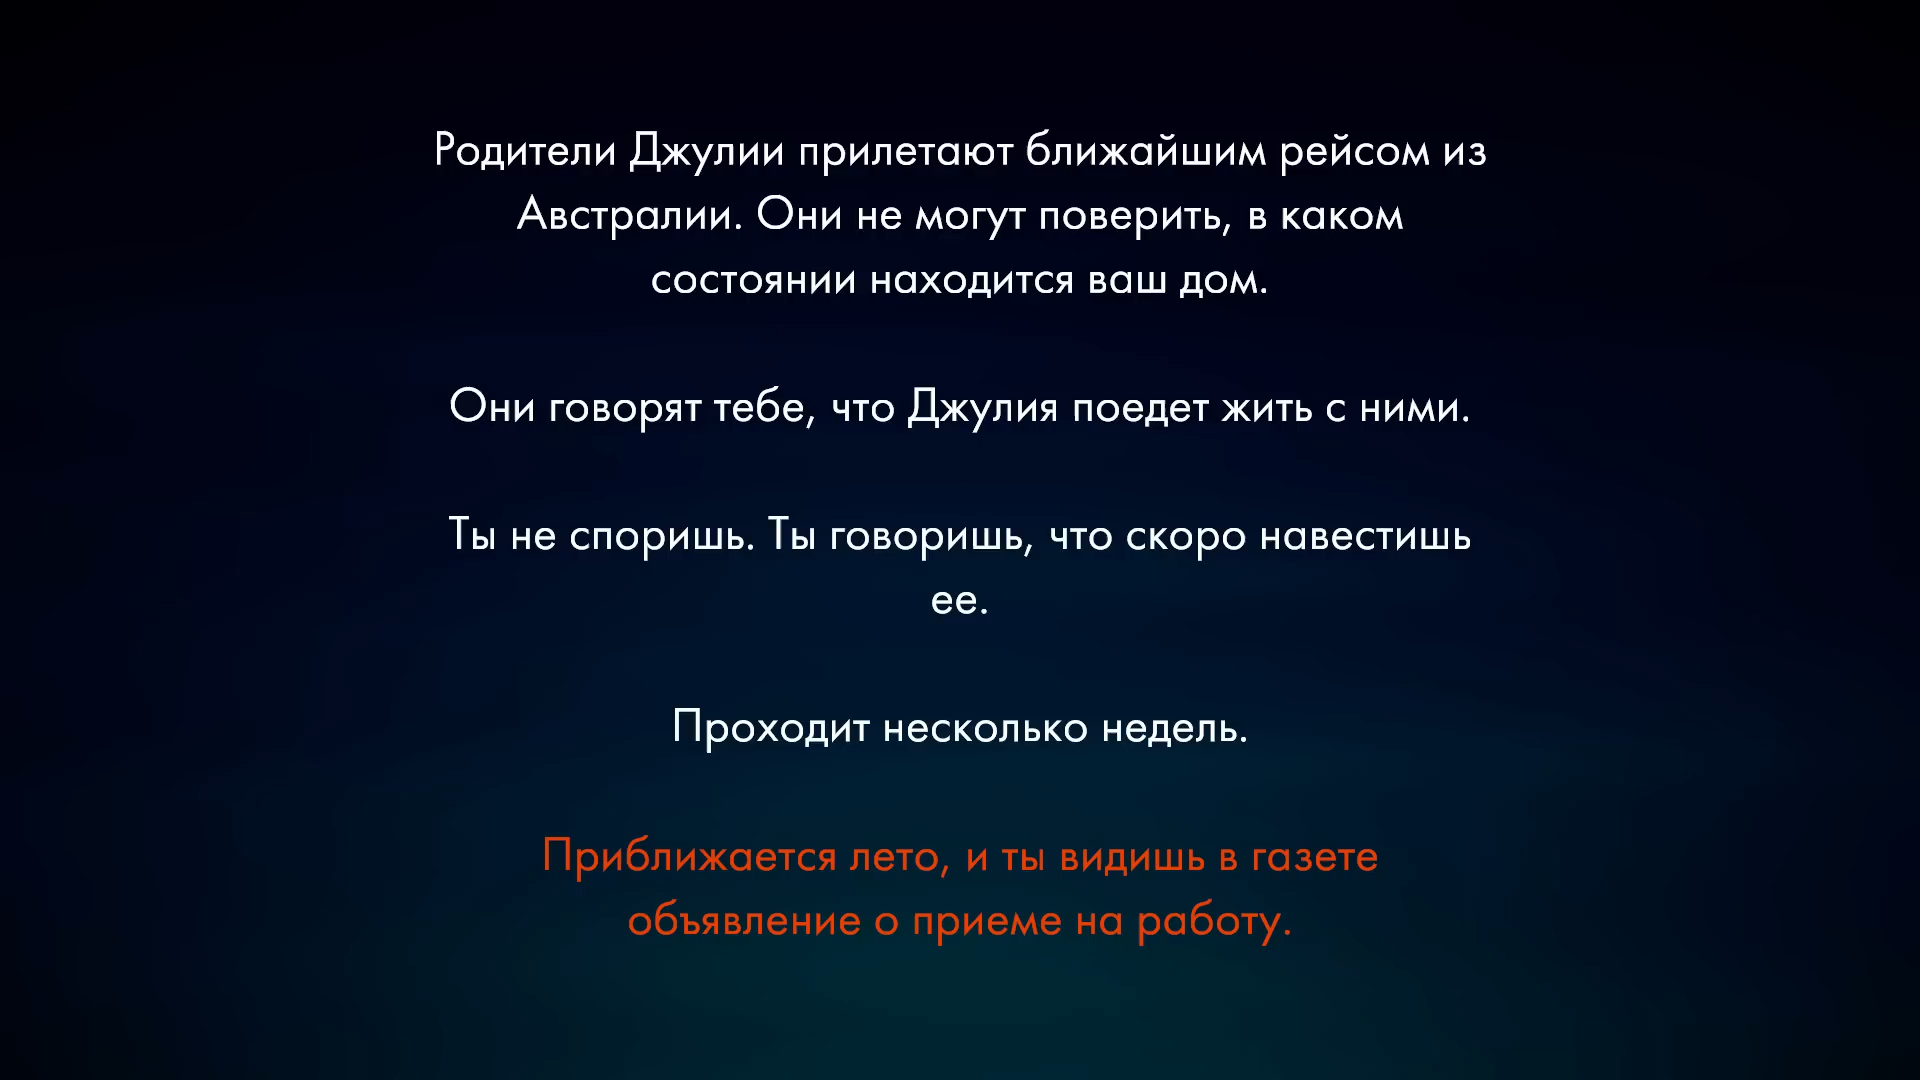 Родители Джулии прилетают ближайшим рейсом из
Австралии. Они не могут поверить, в каком
состоянии находится ваш дом.
Они говорят тебе, что Джулия поедет жить с ними.
Ты не споришь. Ты говоришь, что скоро навестишь
ее.
Проходит несколько недель.
Приближается лето, и ты видишь в газете
объявление о приеме на работу.